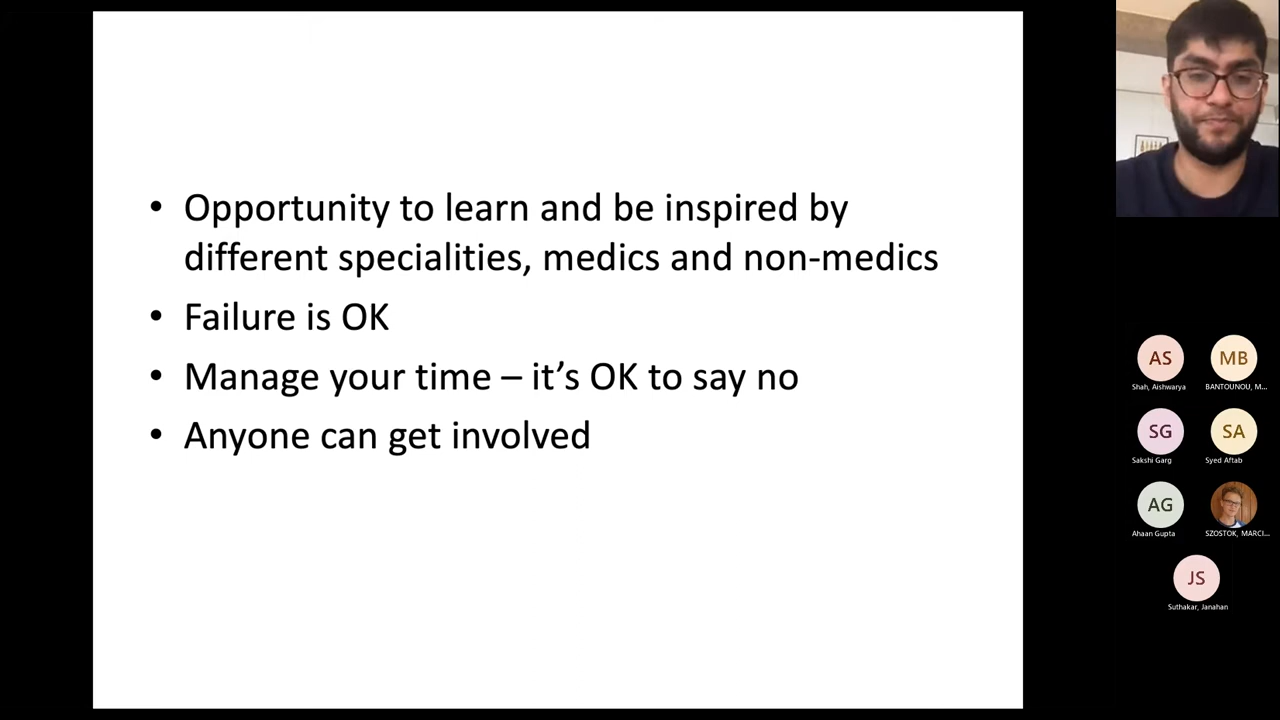 • Opportunity to learn and be inspired by
different specialities, medics and non-medics
• Failure is OK
• Manage your time – it’s OK to say no
• Anyone can get involved
AS
Shah, Aishwarya
MB
BANTOUNOU, M...
SG
Sakshi Garg
SA
Syed Aftab
AG
Ahaan Gupta
SZOSTOK, MARCI...
JS
Suthakar, Janahan